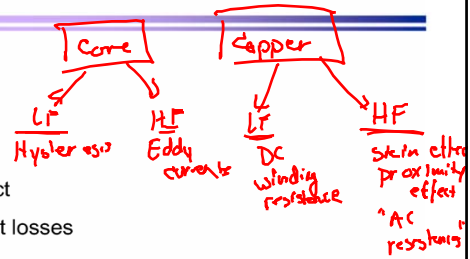 Core
Copper
LF
HF
LF
HF
Hysteresis
Eddy
currents
DC
winding
resistance
skin effec
proximity
effect
"AC
resistance"
ct
t losses